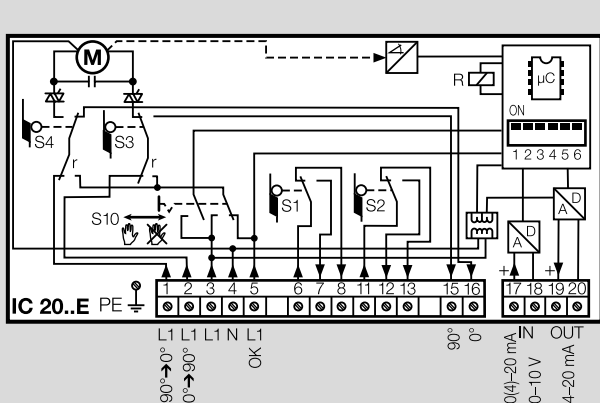 M
R
µC
ON
1 2 3 4 5 6
S4
S3
r
r
S10
S1
S2
D
A
D
A
+
+
1 2 3 4 5 6 7 8 11 12 13 15 16 17 18 19 20
IC 20..E PE
L1 L1 L1 N L1
90°→0°
0°→90°
OK
90°
0°
IN
OUT
0(4)–20 mA
0–10 V
4–20 mA